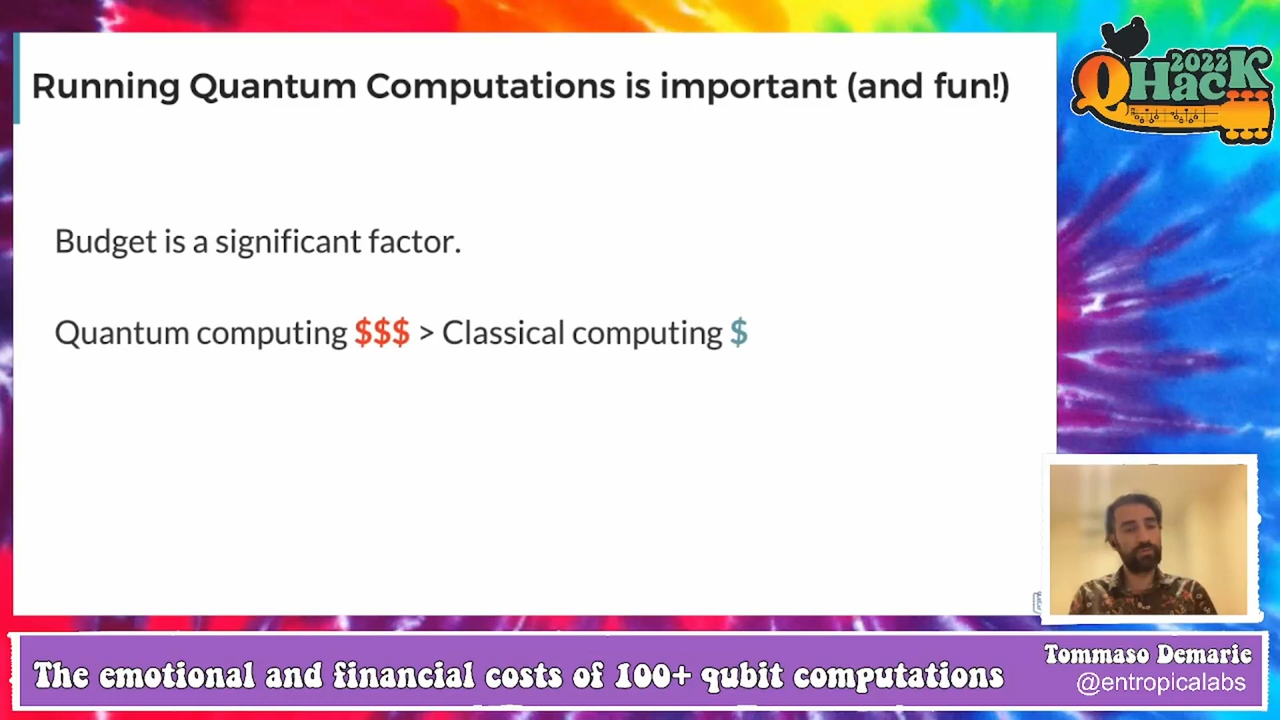 Running Quantum Computations is important (and fun!)
2022
QHacK
Budget is a significant factor.
Quantum computing $$$ > Classical computing $
The emotional and financial costs of 100+ qubit computations
Tommaso Demarie
@entropicalabs